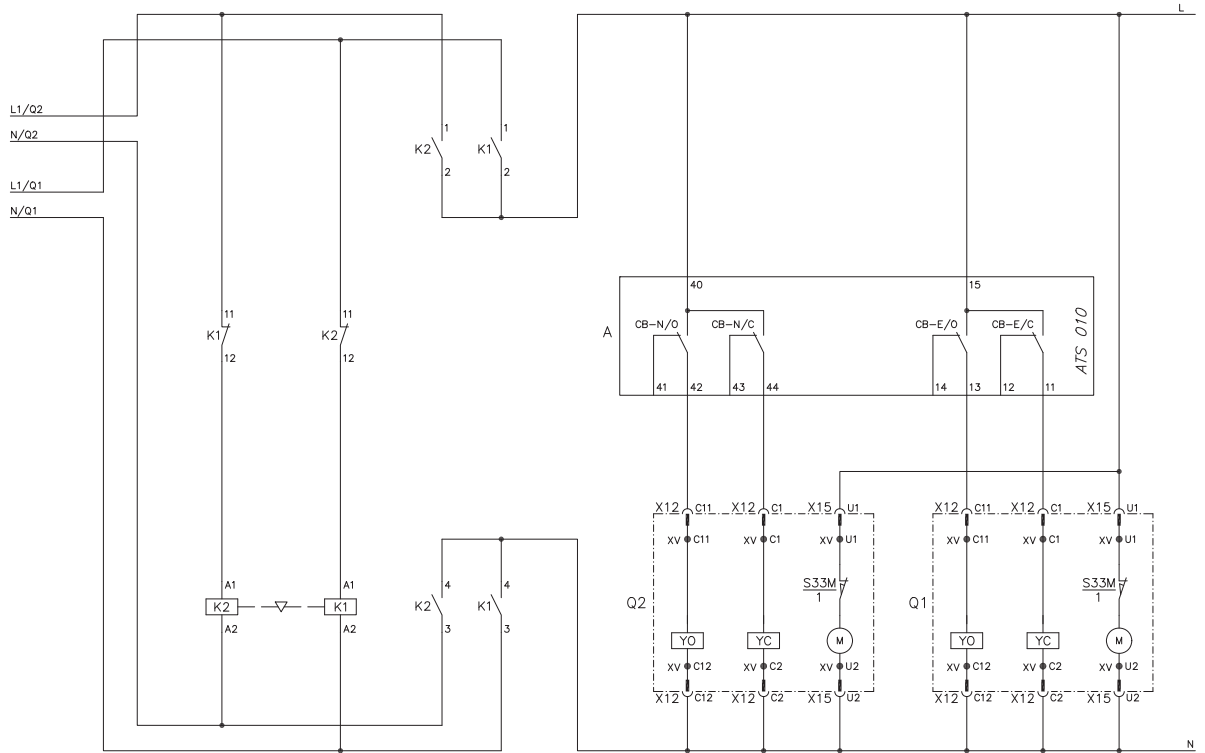 L
L1/Q2
N/Q2
L1/Q1
N/Q1
1
1
K2
K1
2
2
40
15
A
CB-N/O
CB-N/C
CB-E/O
CB-E/C
ATS 010
41
42
43
44
14
13
12
11
11
11
K1
K2
12
12
X12
C11
X12
C1
X15
U1
X12
C11
X12
C1
X15
U1
XV
C11
XV
C1
XV
U1
XV
C11
XV
C1
XV
U1
A1
A1
4
4
S33M
1
S33M
1
K2
K1
K2
K1
Q2
Q1
A2
A2
3
3
YO
YC
M
YO
YC
M
XV
C12
XV
C2
XV
U2
XV
C12
XV
C2
XV
U2
X12
C12
X12
C2
X15
U2
X12
C12
X12
C2
X15
U2
N